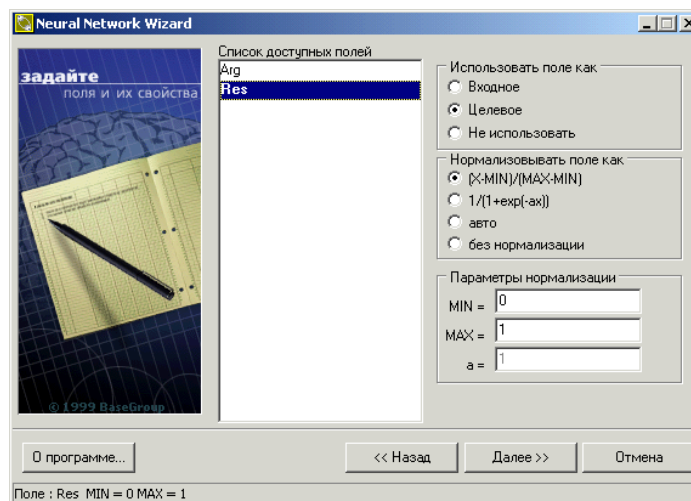 Neural Network Wizard
задайте
поля и их свойства
© 1999 BaseGroup
Список доступных полей
Arg
Res
Использовать поле как
Входное
Целевое
Не использовать
Нормализовывать поле как
(X-MIN)/(MAX-MIN)
1/(1+exp(-ax))
авто
без нормализации
Параметры нормализации
MIN = 0
MAX = 1
a = 1
О программе...
<< Назад
Далее >>
Отмена
Поле : Res MIN = 0 MAX = 1